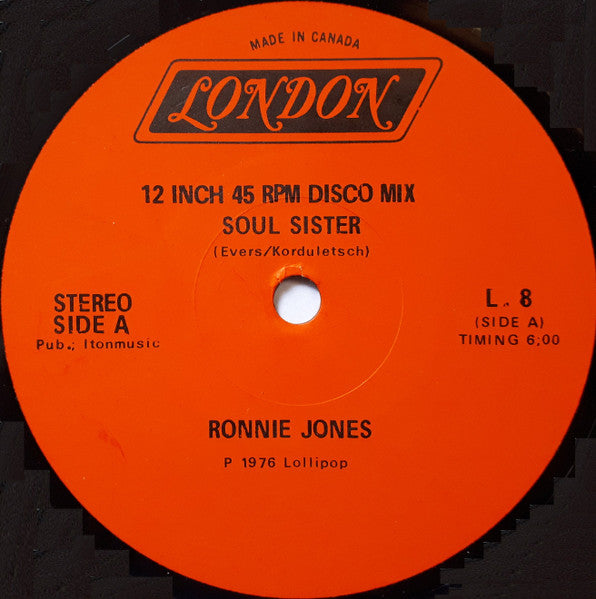 MADE IN CANADA
LONDON
12 INCH 45 RPM DISCO MIX
SOUL SISTER
(Evers/Korduletsch)
STEREO
SIDE A
Pub.; Itonmusic
L. 8
(SIDE A)
TIMING 6;00
RONNIE JONES
P 1976 Lollipop